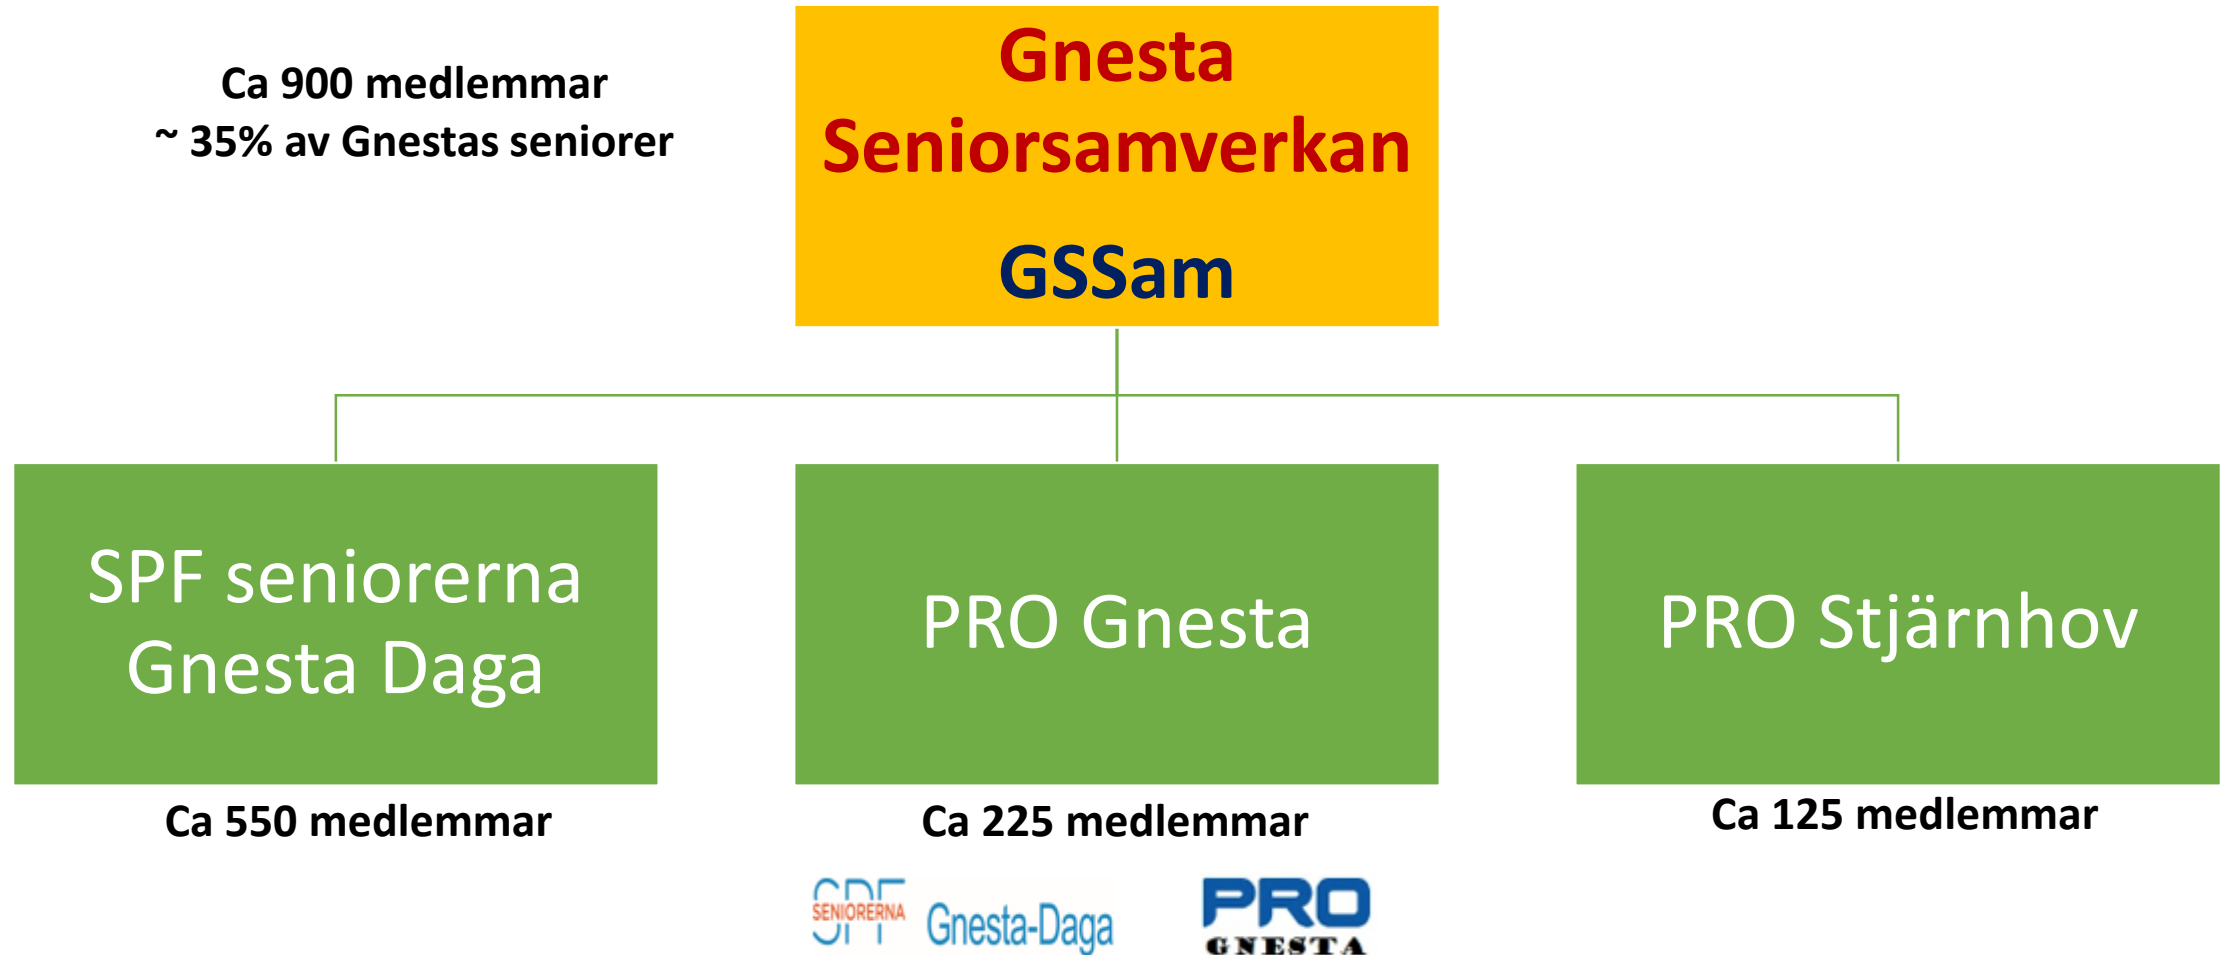 Ca 900 medlemmar
~ 35% av Gnestas seniorer
Gnesta
Seniorsamverkan
GSSam
SPF seniorerna
Gnesta Daga
PRO Gnesta
PRO Stjärnhov
Ca 550 medlemmar
Ca 225 medlemmar
Ca 125 medlemmar
SPF
SENIORERNA
Gnesta-Daga
PRO
GNESTA